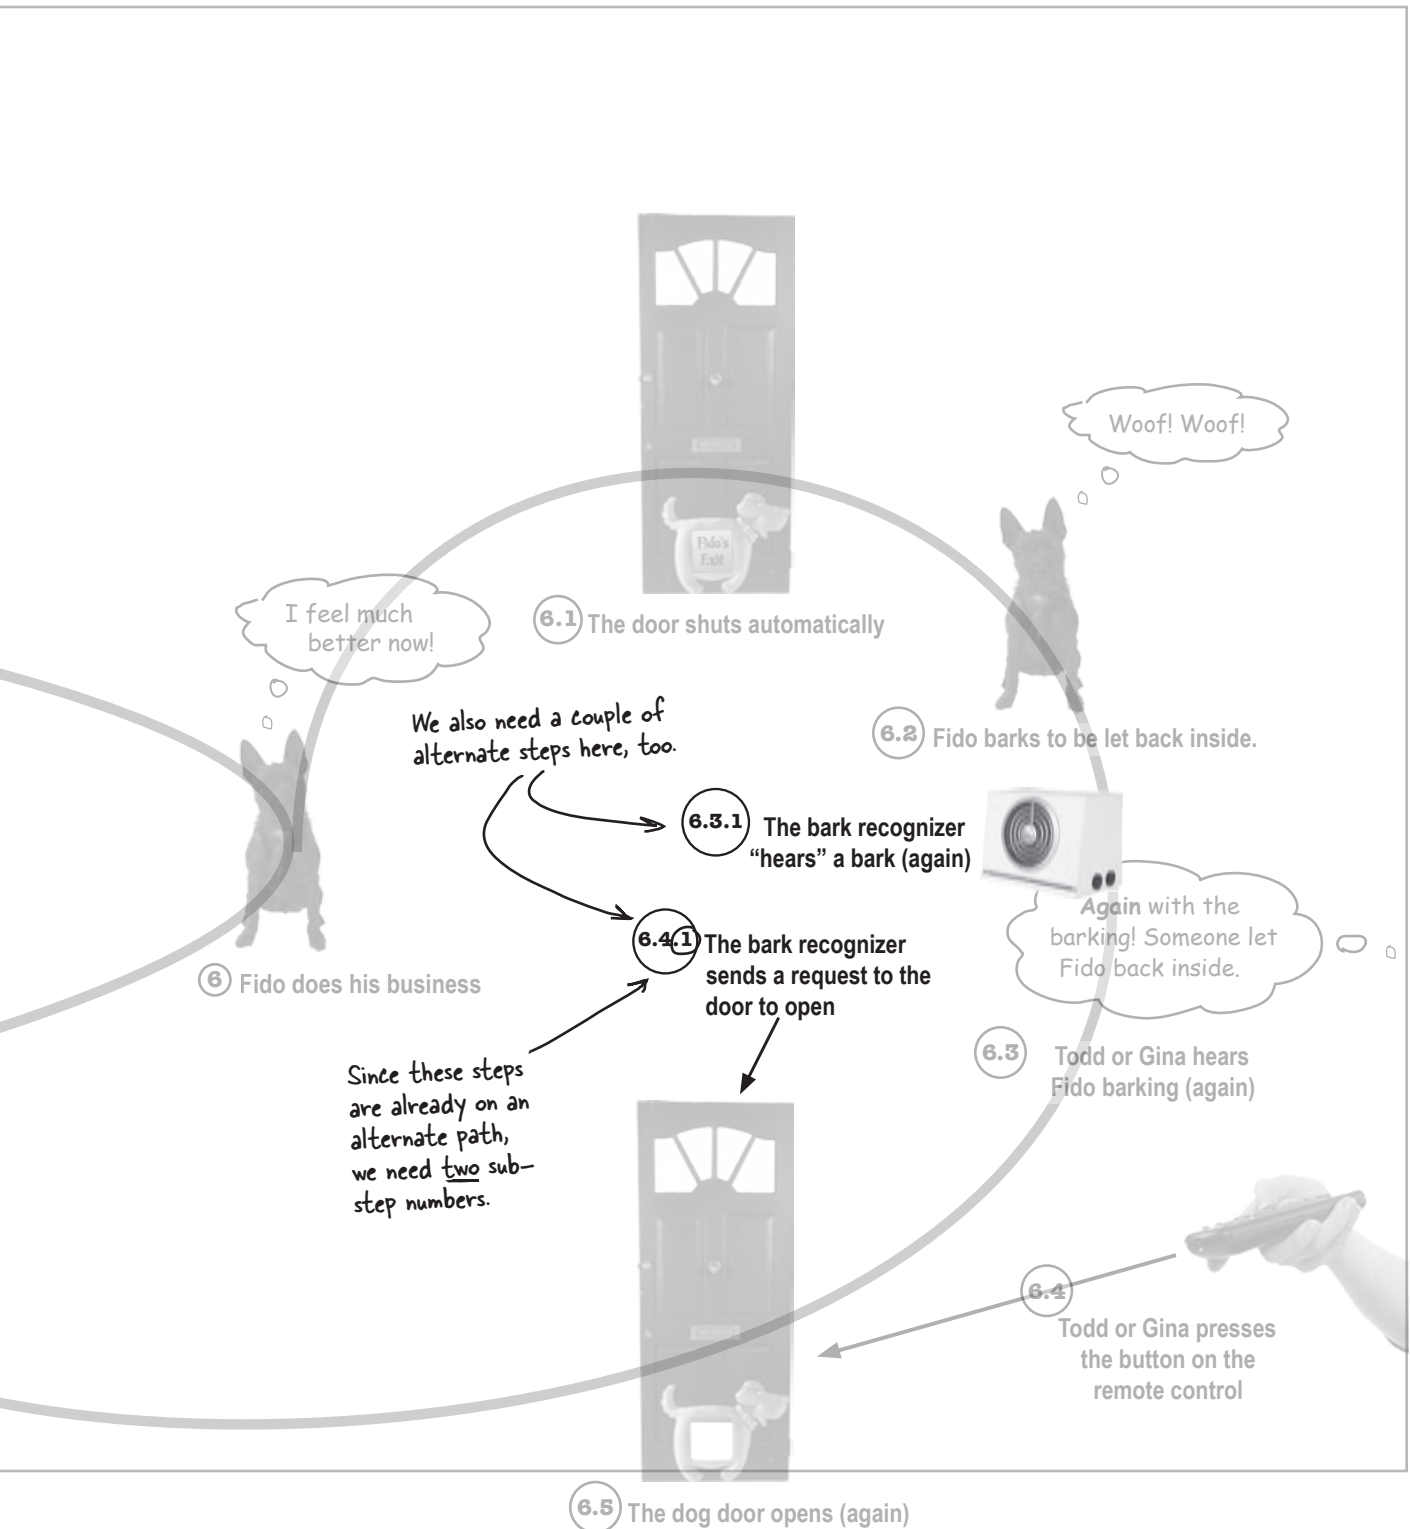 Woof! Woof!
Fido's
Exit
I feel much
better now!
6.1 The door shuts automatically
We also need a couple of
alternate steps here, too.
6.2 Fido barks to be let back inside.
6.3.1 The bark recognizer
“hears” a bark (again)
Again with the
barking! Someone let
Fido back inside.
6.4.1 The bark recognizer
sends a request to the
door to open
6 Fido does his business
6.3 Todd or Gina hears
Fido barking (again)
Since these steps
are already on an
alternate path,
we need two sub-
step numbers.
6.4
Todd or Gina presses
the button on the
remote control
6.5 The dog door opens (again)